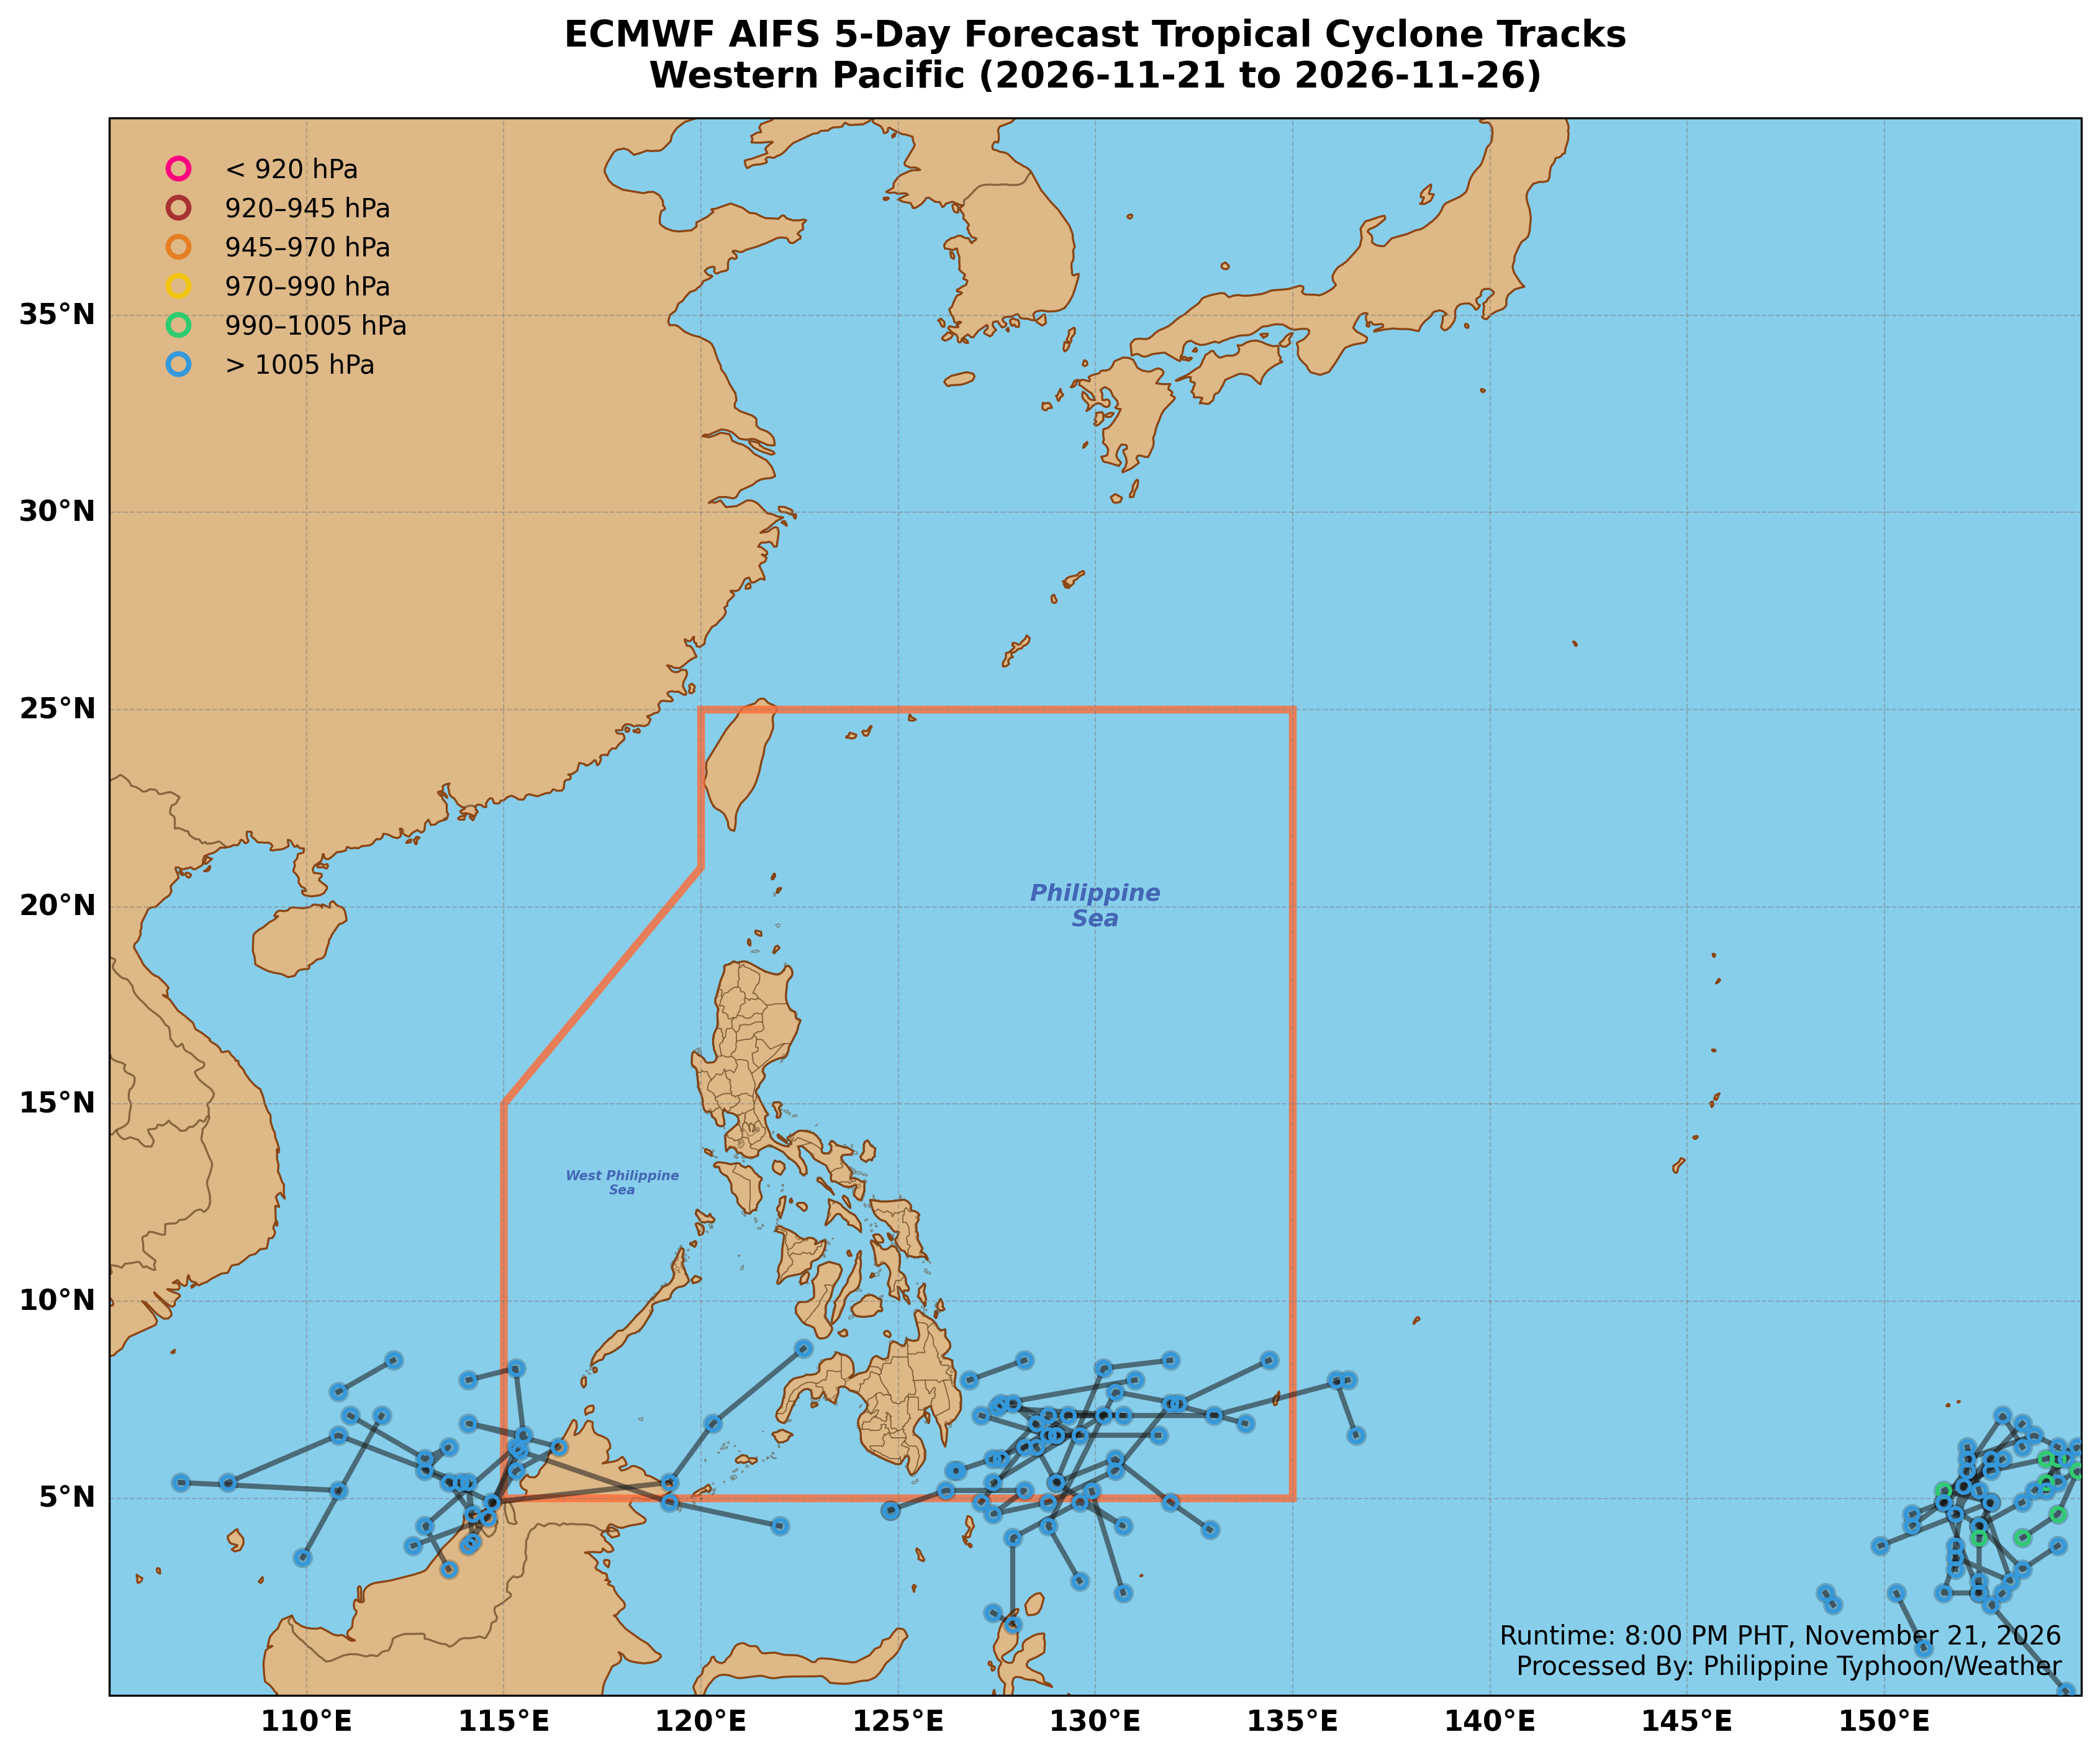 ECMWF AIFS 5-Day Forecast Tropical Cyclone Tracks
Western Pacific (2026-11-21 to 2026-11-26)
< 920 hPa
920–945 hPa
945–970 hPa
970–990 hPa
990–1005 hPa
> 1005 hPa
35°N
30°N
25°N
20°N
15°N
10°N
5°N
Philippine
Sea
West Philippine
Sea
Runtime: 8:00 PM PHT, November 21, 2026
Processed By: Philippine Typhoon/Weather
110°E
115°E
120°E
125°E
130°E
135°E
140°E
145°E
150°E